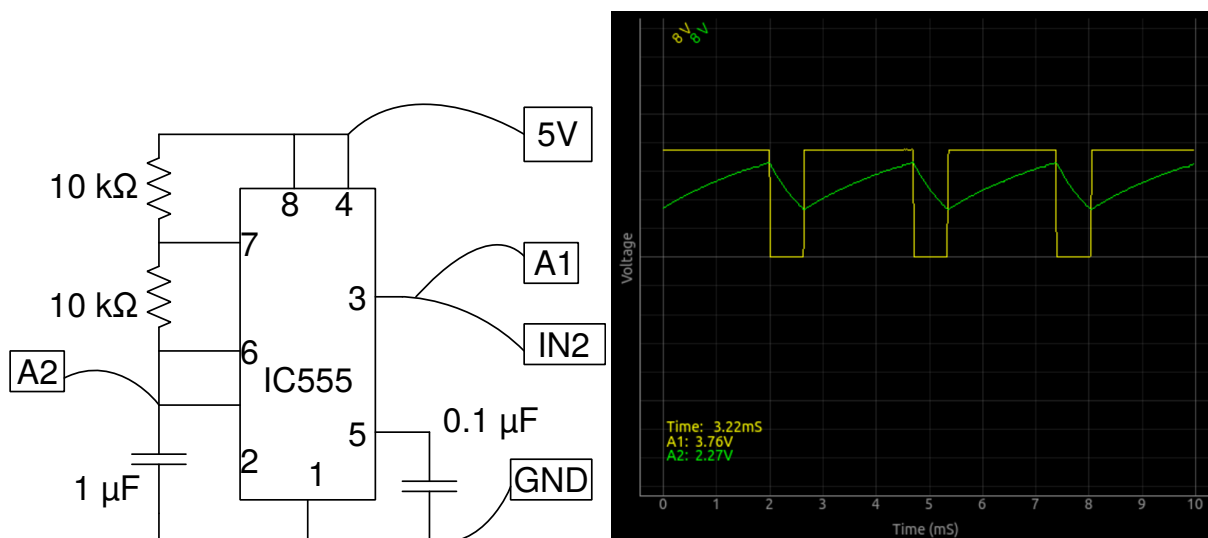 5V
10 kΩ
8
4
7
A1
3
10 kΩ
IN2
6
A2
IC555
0.1 µF
5
2
1
1 µF
GND
8 V
8 V
Voltage
Time: 3.22mS
A1: 3.76V
A2: 2.27V
0 1 2 3 4 5 6 7 8 9 10
Time (mS)